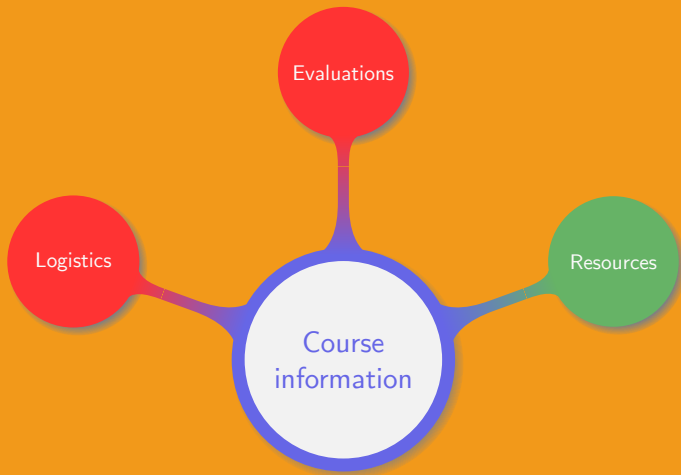 Evaluations
Logistics
Resources
Course
information